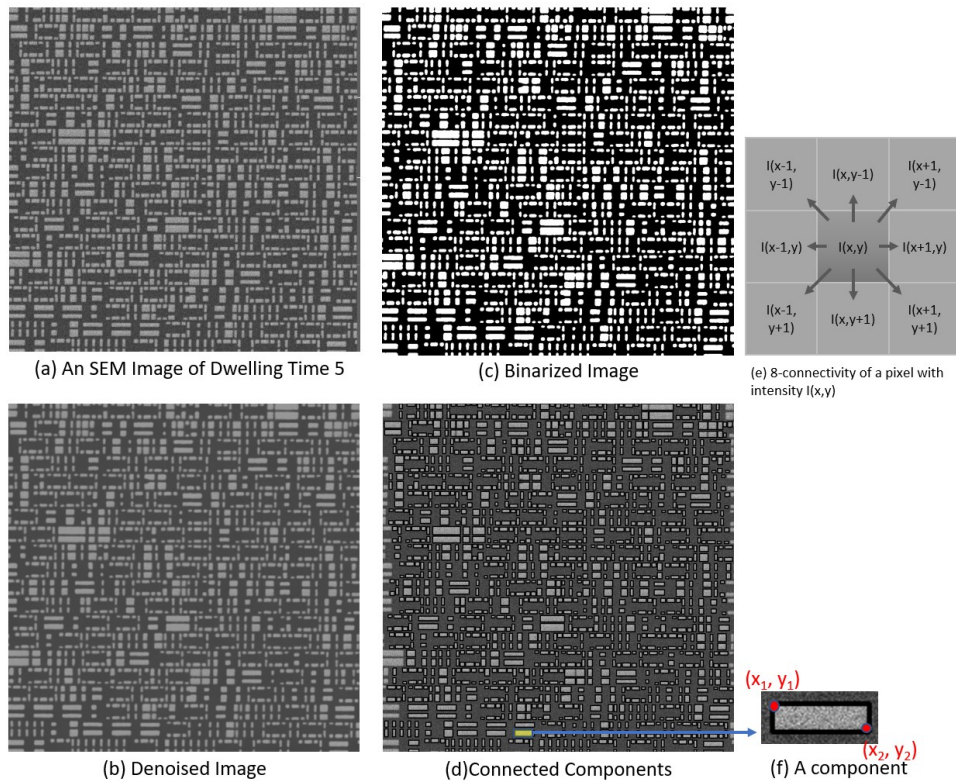 (a) An SEM Image of Dwelling Time 5
(c) Binarized Image
I(x-1,
y-1)
I(x,y-1)
I(x+1,
y-1)
I(x-1,y)
I(x,y)
I(x+1,y)
I(x-1,
y+1)
I(x,y+1)
I(x+1,
y+1)
(e) 8-connectivity of a pixel with
intensity I(x,y)
(b) Denoised Image
(d)Connected Components
(x₁, y₁)
(x₂, y₂)
(f) A component